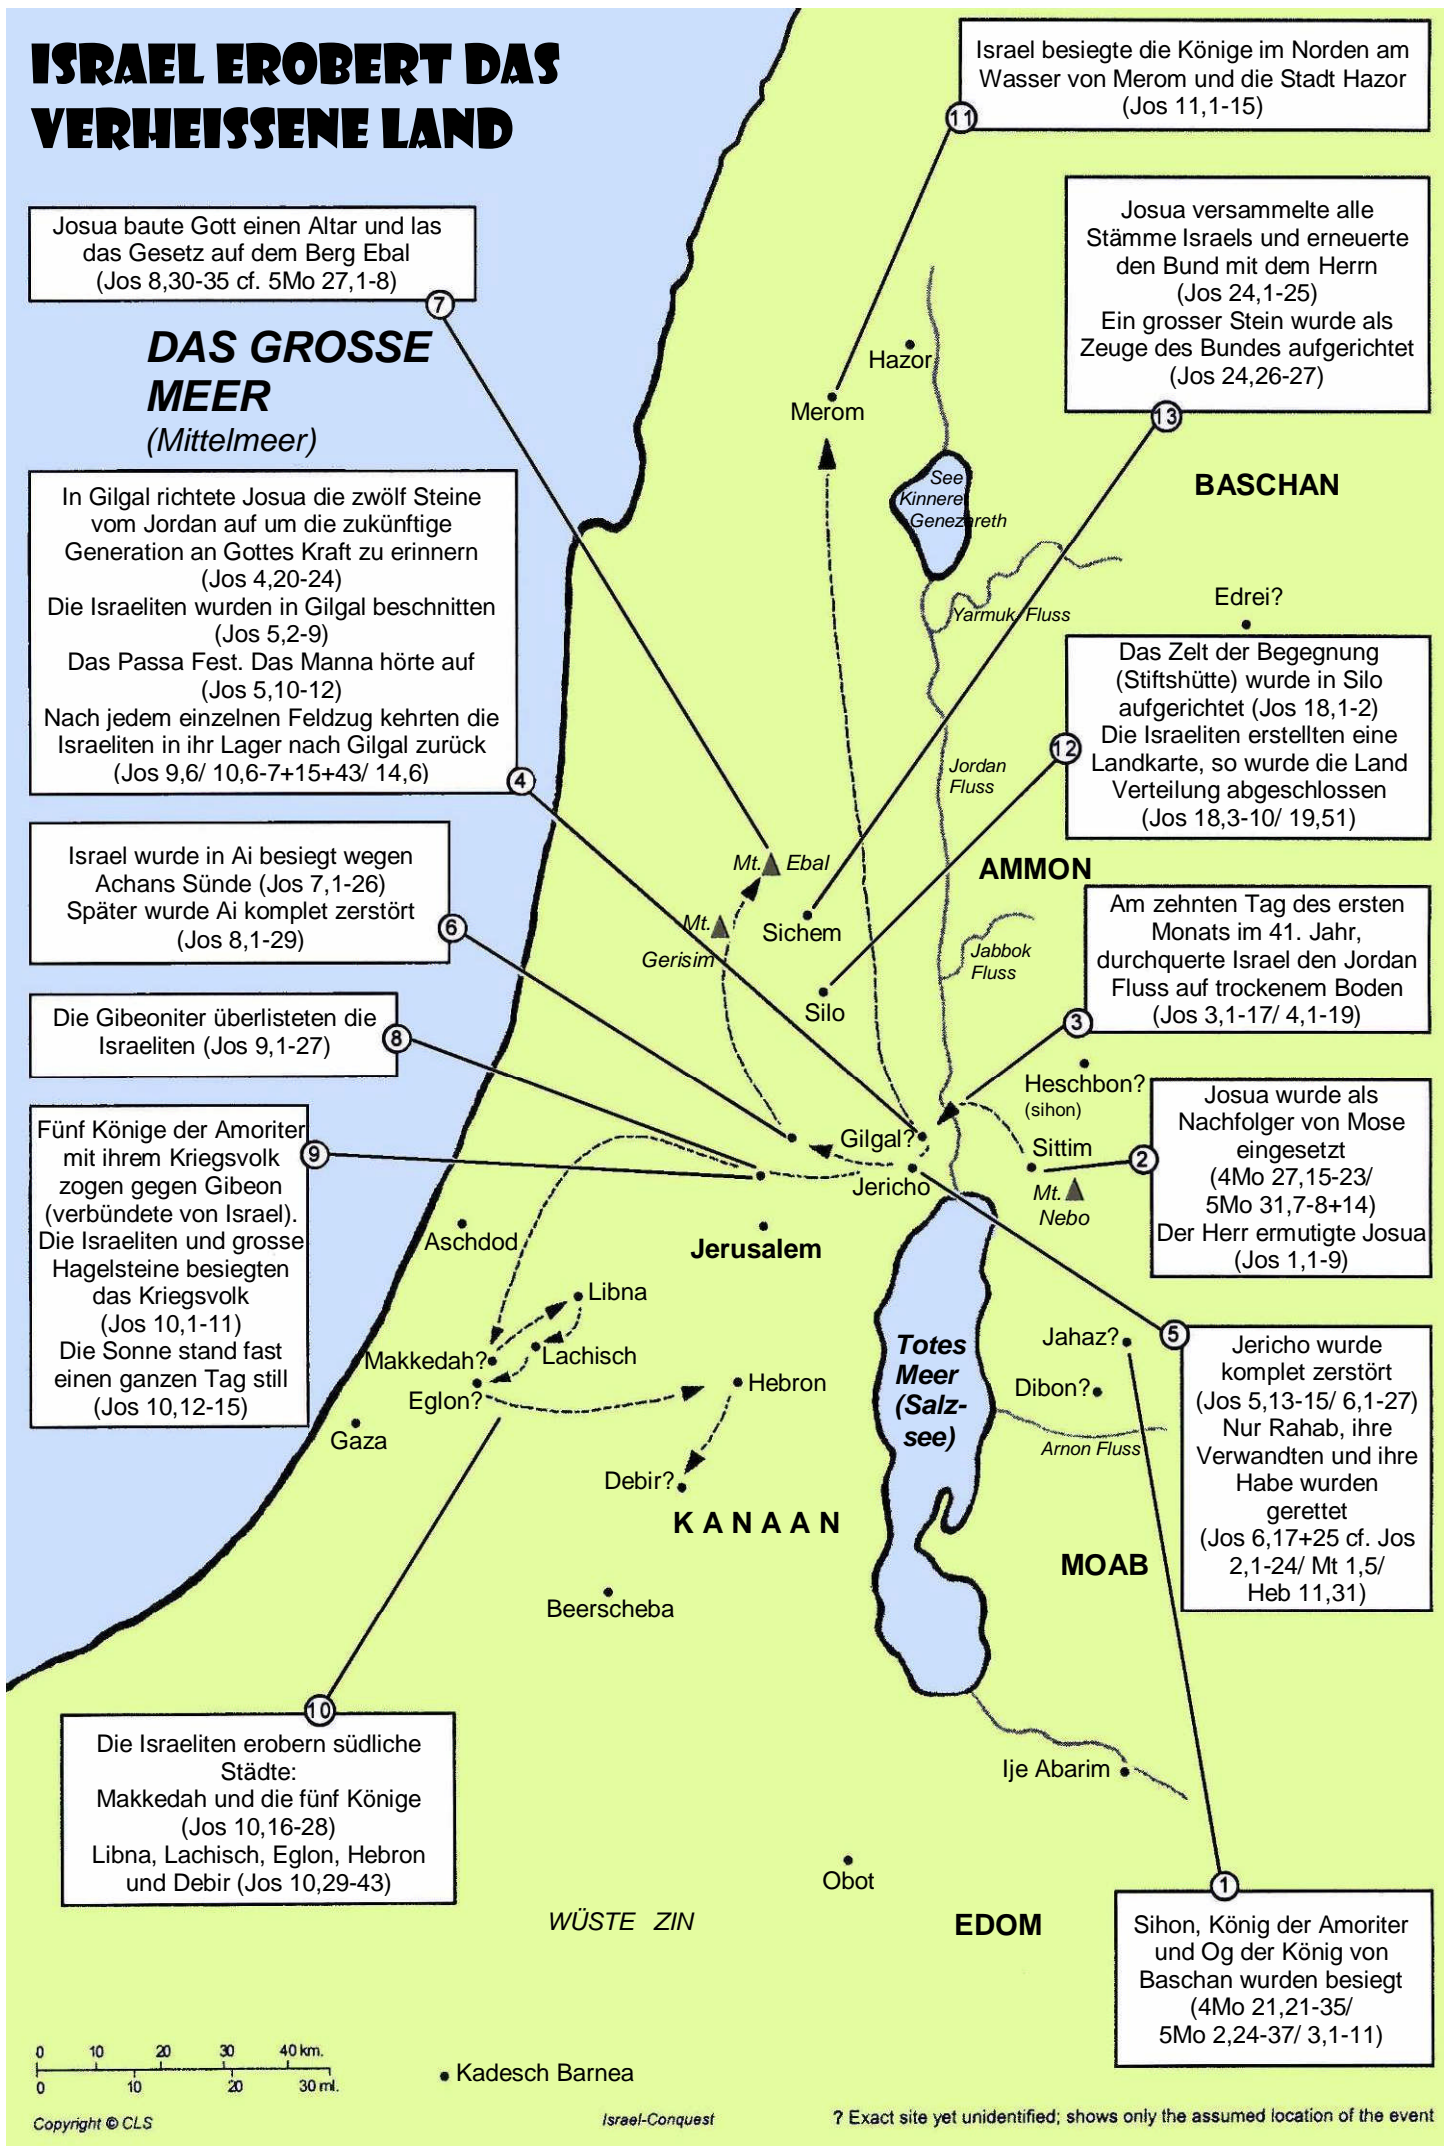 ISRAEL EROBERT DAS
VERHEISSENE LAND
Josua baute Gott einen Altar und las
das Gesetz auf dem Berg Ebal
(Jos 8,30-35 cf. 5Mo 27,1-8)
7
DAS GROSSE
MEER
(Mittelmeer)
In Gilgal richtete Josua die zwölf Steine
vom Jordan auf um die zukünftige
Generation an Gottes Kraft zu erinnern
(Jos 4,20-24)
Die Israeliten wurden in Gilgal beschnitten
(Jos 5,2-9)
Das Passa Fest. Das Manna hörte auf
(Jos 5,10-12)
Nach jedem einzelnen Feldzug kehrten die
Israeliten in ihr Lager nach Gilgal zurück
(Jos 9,6/ 10,6-7+15+43/ 14,6)
4
Israel wurde in Ai besiegt wegen
Achans Sünde (Jos 7,1-26)
Später wurde Ai komplet zerstört
(Jos 8,1-29)
6
Die Gibeoniter überlisteten die
Israeliten (Jos 9,1-27)
8
Fünf Könige der Amoriter
mit ihrem Kriegsvolk
zogen gegen Gibeon
(verbündete von Israel).
Die Israeliten und grosse
Hagelsteine besiegten
das Kriegsvolk
(Jos 10,1-11)
Die Sonne stand fast
einen ganzen Tag still
(Jos 10,12-15)
9
10
Die Israeliten erobern südliche
Städte:
Makkedah und die fünf Könige
(Jos 10,16-28)
Libna, Lachisch, Eglon, Hebron
und Debir (Jos 10,29-43)
Israel besiegte die Könige im Norden am
Wasser von Merom und die Stadt Hazor
(Jos 11,1-15)
11
Josua versammelte alle
Stämme Israels und erneuerte
den Bund mit dem Herrn
(Jos 24,1-25)
Ein grosser Stein wurde als
Zeuge des Bundes aufgerichtet
(Jos 24,26-27)
13
Hazor
Merom
BASCHAN
See
Kinneret
Genezareth
Edrei?
Yarmuk Fluss
Das Zelt der Begegnung
(Stiftshütte) wurde in Silo
aufgerichtet (Jos 18,1-2)
Die Israeliten erstellten eine
Landkarte, so wurde die Land
Verteilung abgeschlossen
(Jos 18,3-10/ 19,51)
12
Jordan
Fluss
Mt. Ebal
AMMON
Mt.
Gerisim
Sichem
Jabbok
Fluss
Silo
Am zehnten Tag des ersten
Monats im 41. Jahr,
durchquerte Israel den Jordan
Fluss auf trockenem Boden
(Jos 3,1-17/ 4,1-19)
3
Heschbon?
(sihon)
Josua wurde als
Nachfolger von Mose
eingesetzt
(4Mo 27,15-23/
5Mo 31,7-8+14)
Der Herr ermutigte Josua
(Jos 1,1-9)
2
Gilgal?
Sittim
Jericho
Mt.
Nebo
Aschdod
Jerusalem
Libna
Makkedah?
Lachisch
Eglon?
Hebron
Gaza
Debir?
KANAAN
Beerscheba
Totes
Meer
(Salz-
see)
Jahaz?
Dibon?
Arnon Fluss
MOAB
5
Jericho wurde
komplet zerstört
(Jos 5,13-15/ 6,1-27)
Nur Rahab, ihre
Verwandten und ihre
Habe wurden
gerettet
(Jos 6,17+25 cf. Jos
2,1-24/ Mt 1,5/
Heb 11,31)
Ije Abarim
Obot
WÜSTE ZIN
EDOM
1
Sihon, König der Amoriter
und Og der König von
Baschan wurden besiegt
(4Mo 21,21-35/
5Mo 2,24-37/ 3,1-11)
Kadesch Barnea
0 10 20 30 40 km.
0 10 20 30 ml.
Copyright © CLS
Israel-Conquest
? Exact site yet unidentified; shows only the assumed location of the event